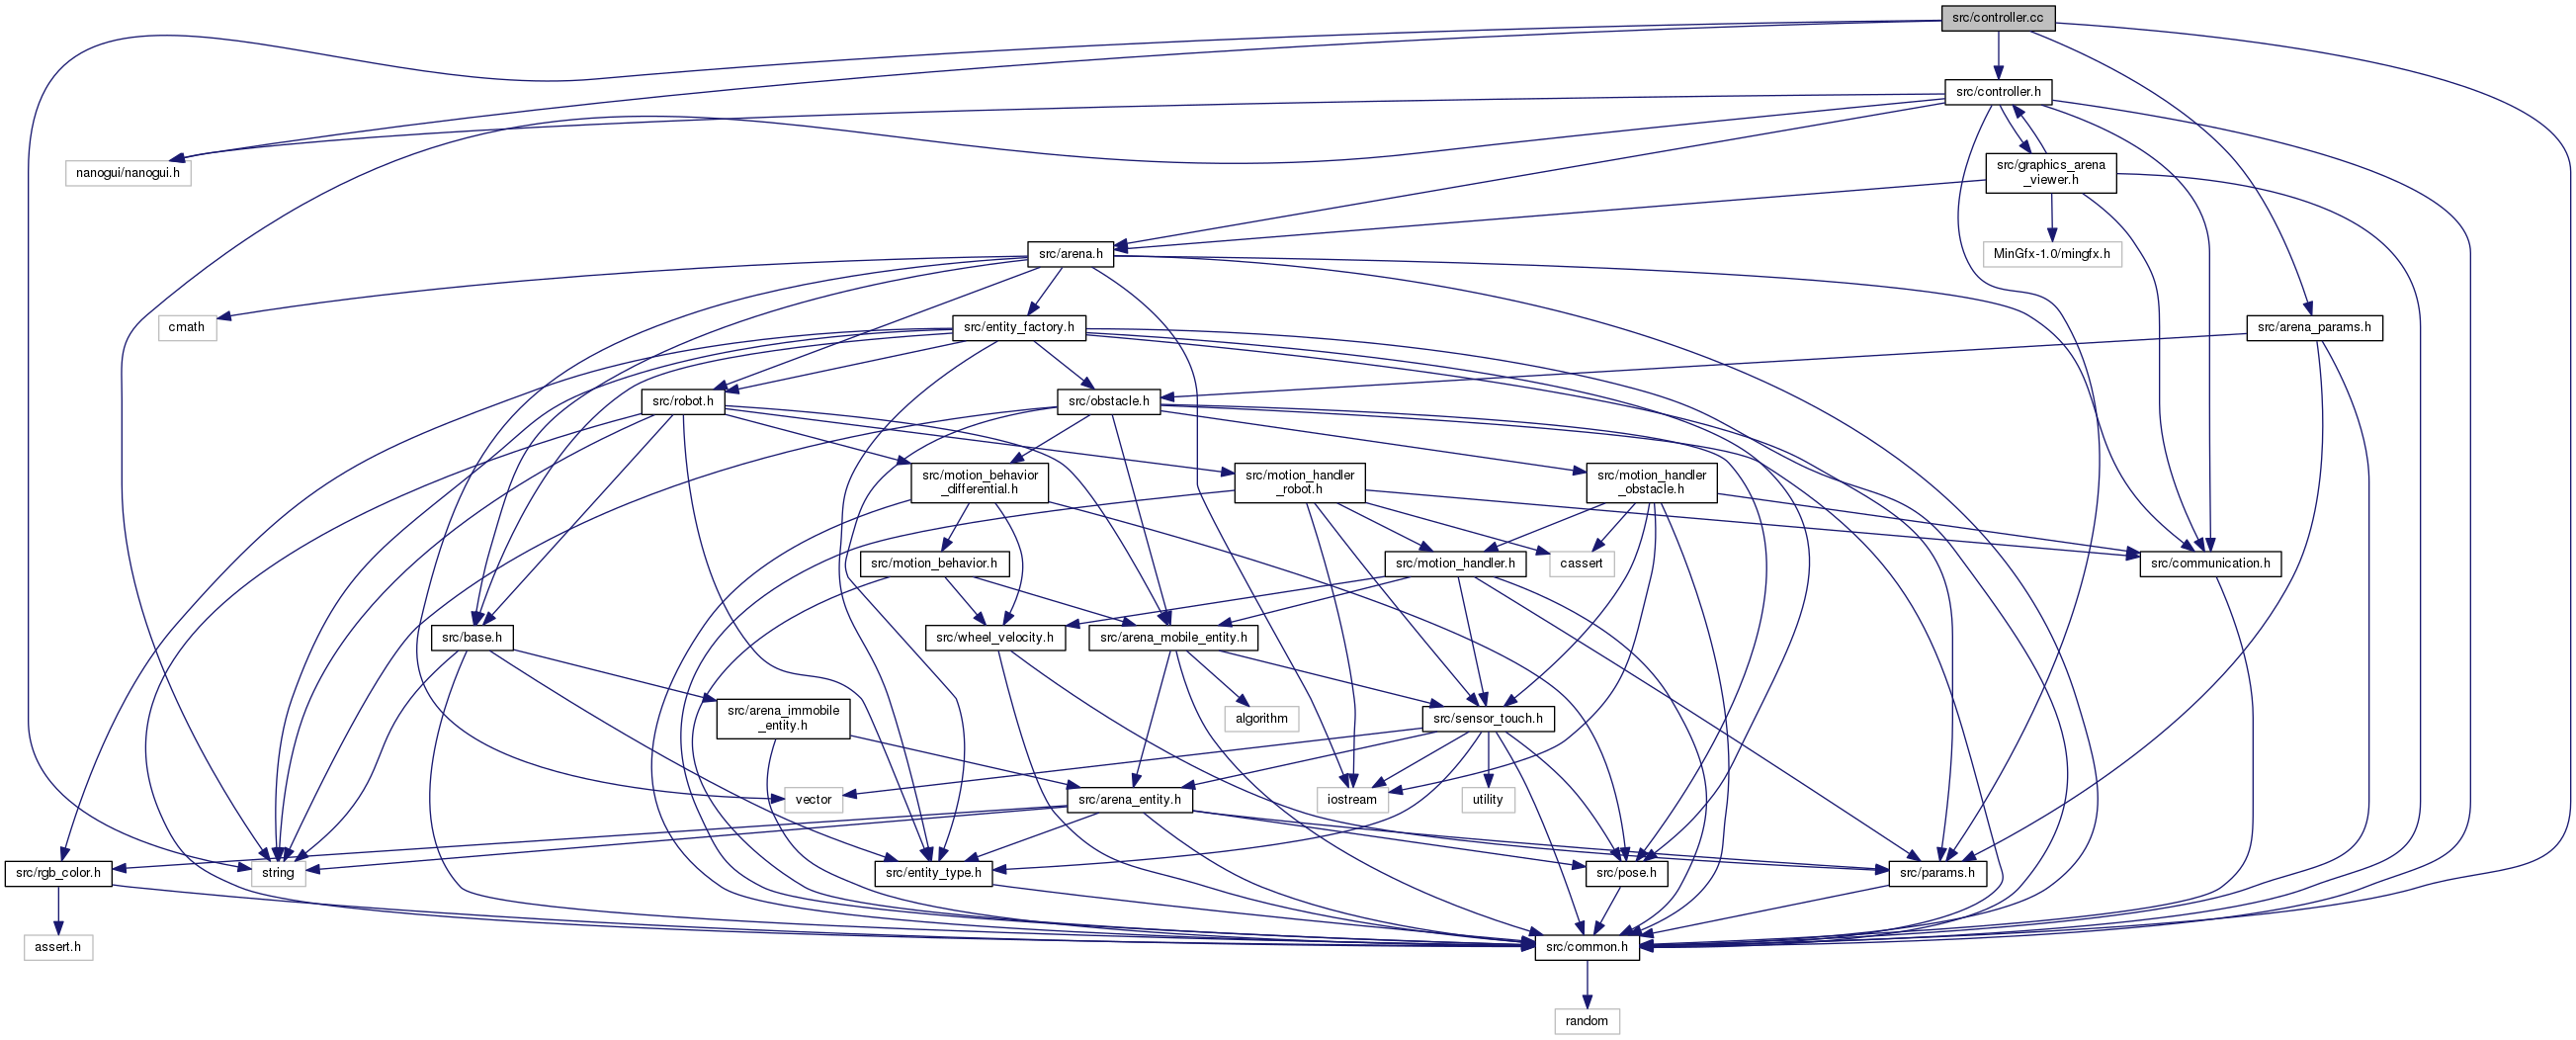 src/controller.cc
src/controller.h
nanogui/nanogui.h
src/graphics_arena
_viewer.h
src/arena.h
MinGfx-1.0/mingfx.h
cmath
src/entity_factory.h
src/arena_params.h
src/robot.h
src/obstacle.h
src/motion_behavior
_differential.h
src/motion_handler
_robot.h
src/motion_handler
_obstacle.h
src/motion_behavior.h
src/motion_handler.h
cassert
src/communication.h
src/base.h
src/wheel_velocity.h
src/arena_mobile_entity.h
src/arena_immobile
_entity.h
algorithm
src/sensor_touch.h
vector
src/arena_entity.h
iostream
utility
src/rgb_color.h
string
src/entity_type.h
src/pose.h
src/params.h
assert.h
src/common.h
random